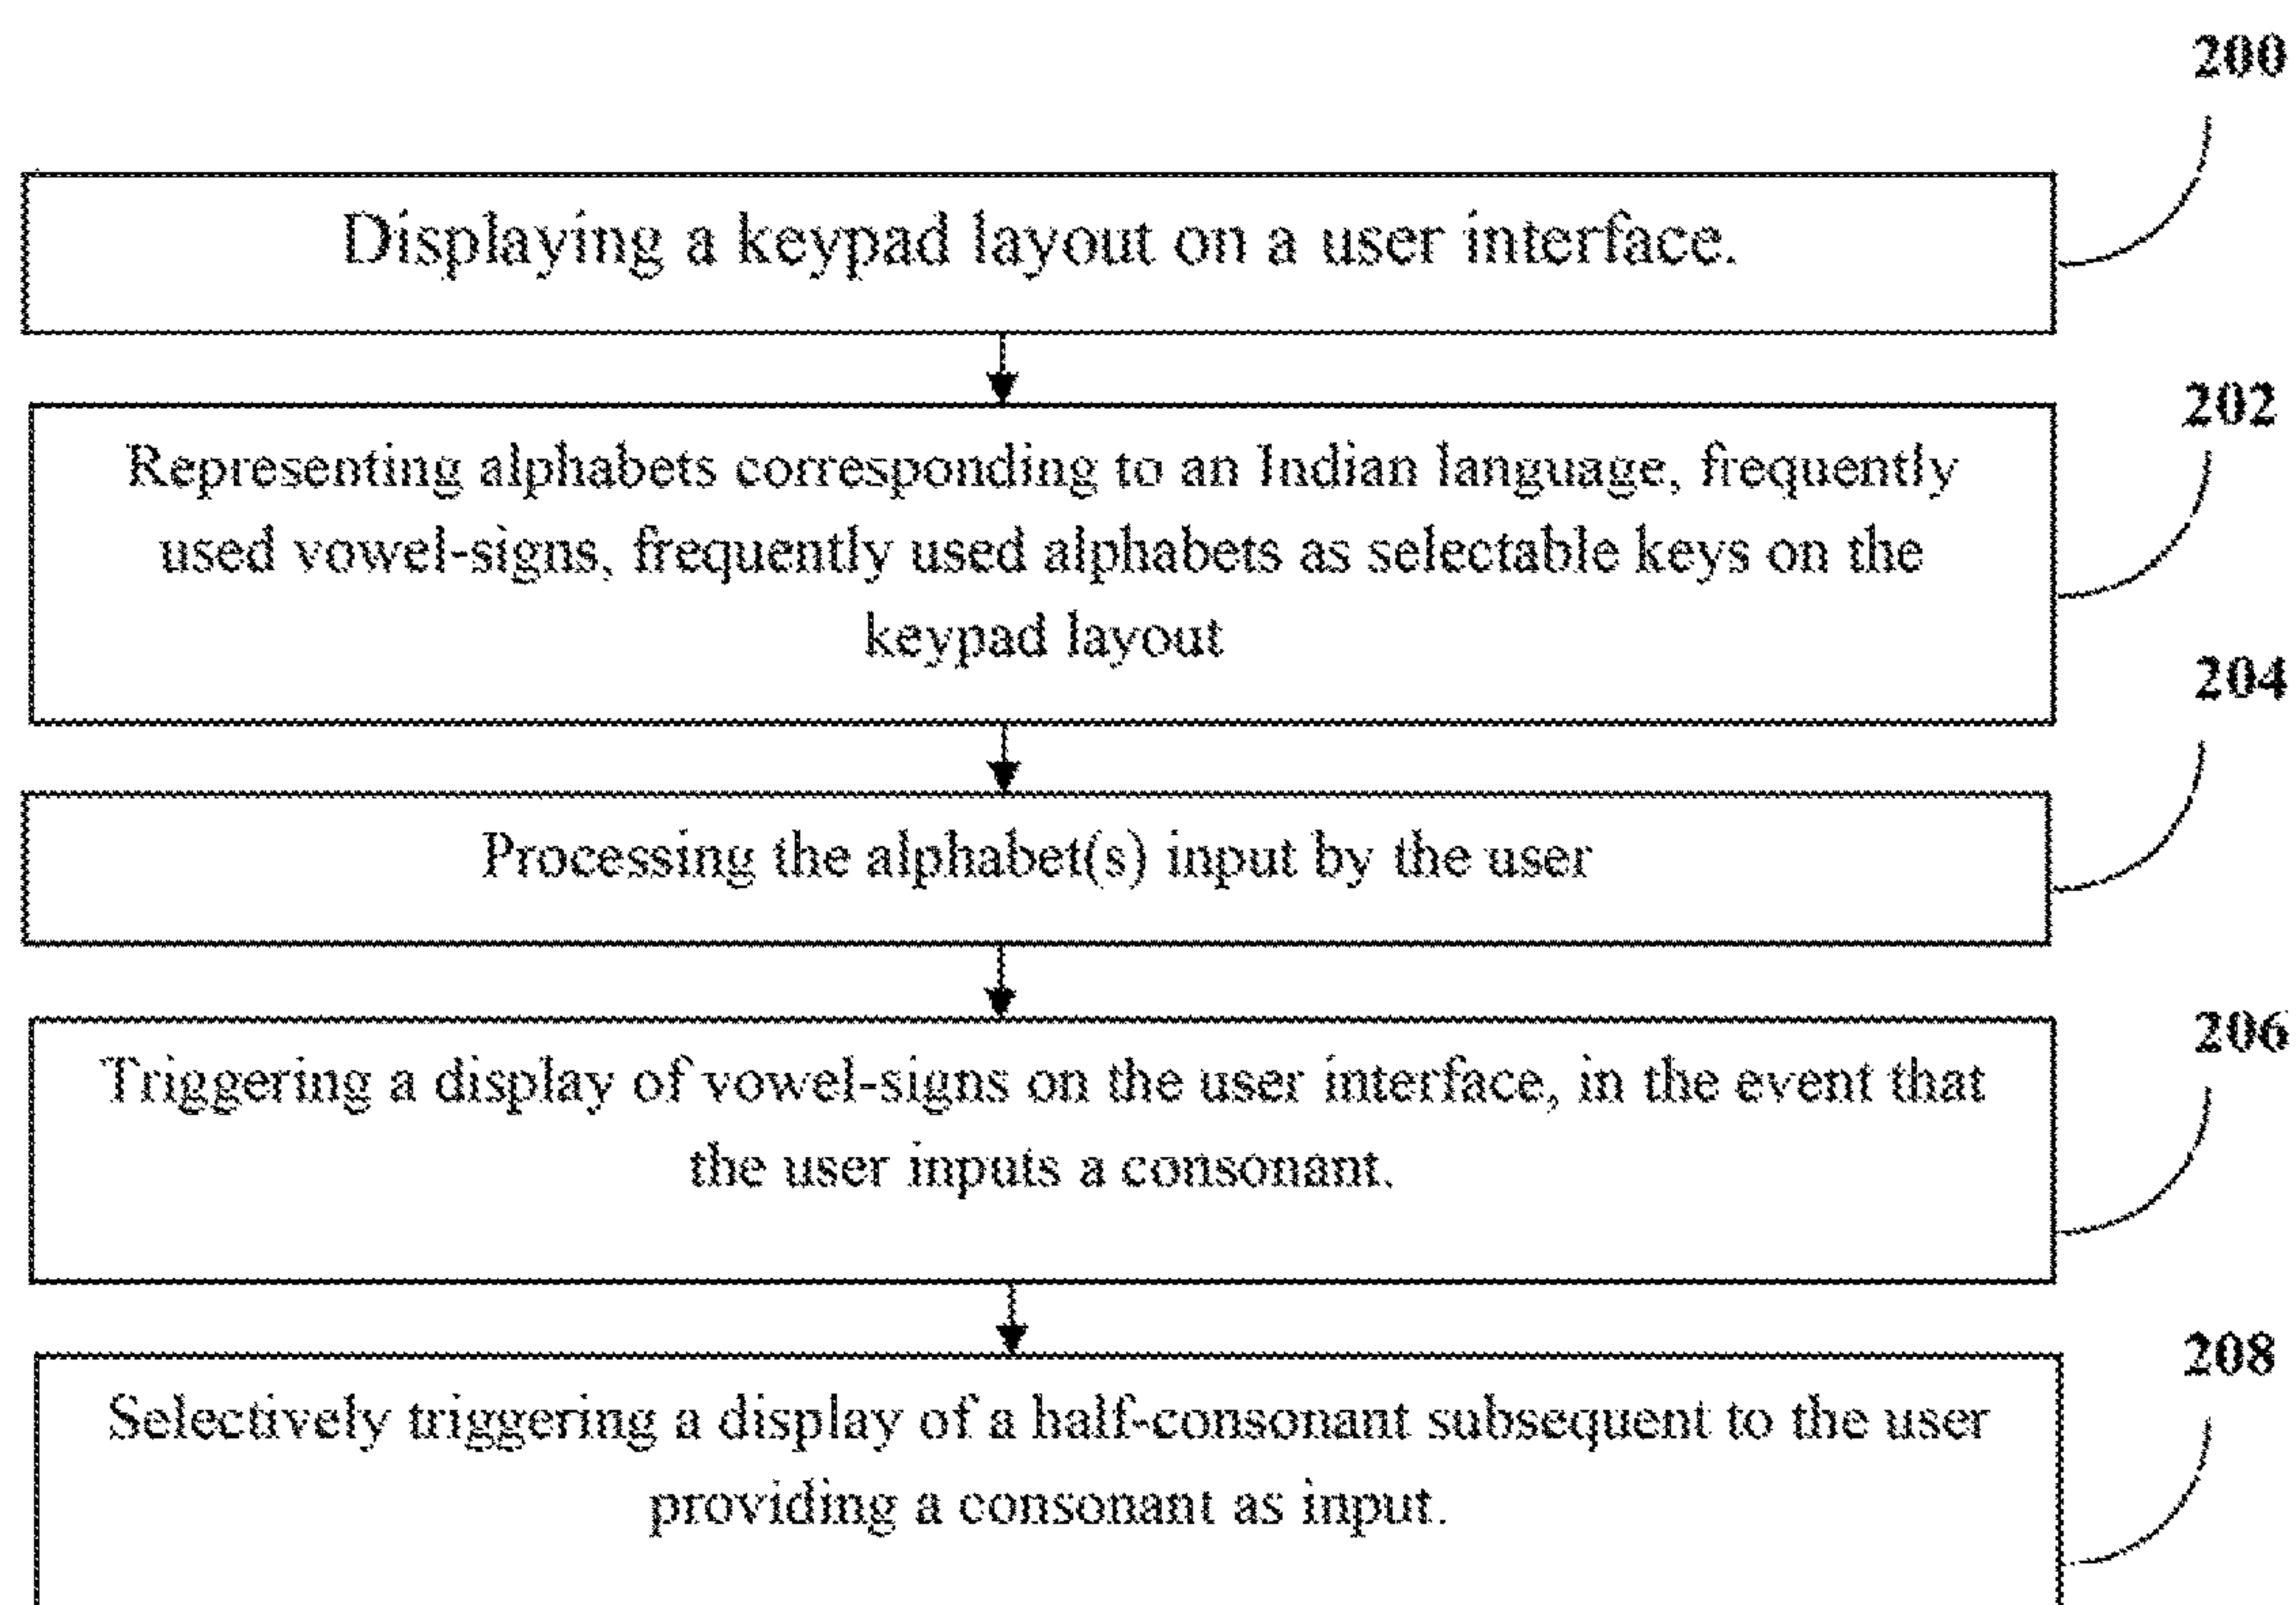 200
Displaying a keypad layout on a user interface.
202
Representing alphabets corresponding to an Indian language, frequently
used vowel-signs, frequently used alphabets as selectable keys on the
keypad layout
204
Processing the alphabet(s) input by the user
206
Triggering a display of vowel-signs on the user interface, in the event that
the user inputs a consonant.
208
Selectively triggering a display of a half-consonant subsequent to the user
providing a consonant as input.